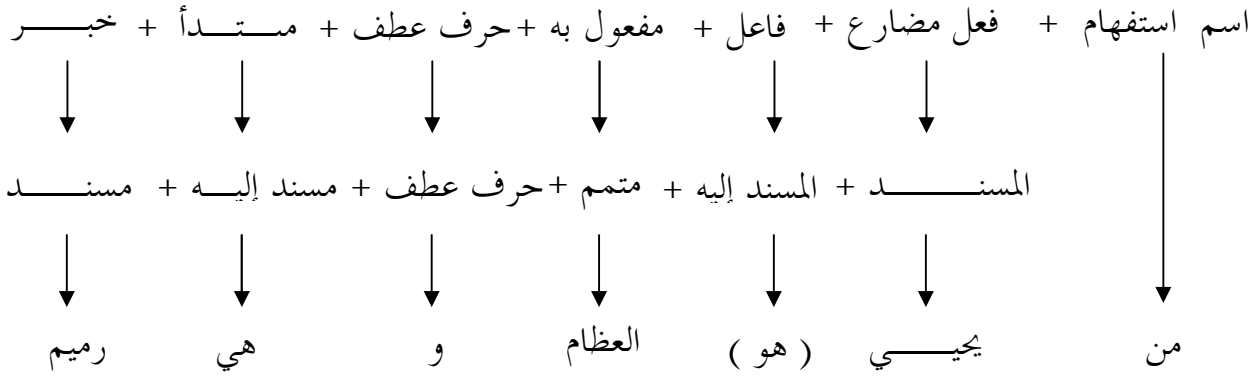 اسم استفهام + فعل مضارع + فاعل + مفعول به + حرف عطف + مبتدأ + خبر
المسند + المسند إليه + متمم + حرف عطف + مسند إليه + مسند
من يحيي ( هو ) العظام و هي رميم